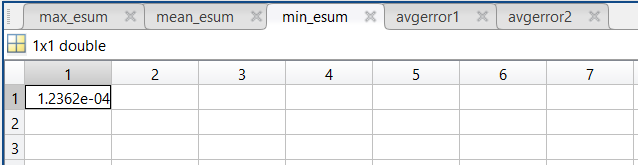 max_esum mean_esum min_esum avgerror1 avgerror2
1x1 double
1 2 3 4 5 6 7
1 1.2362e-04
2
3